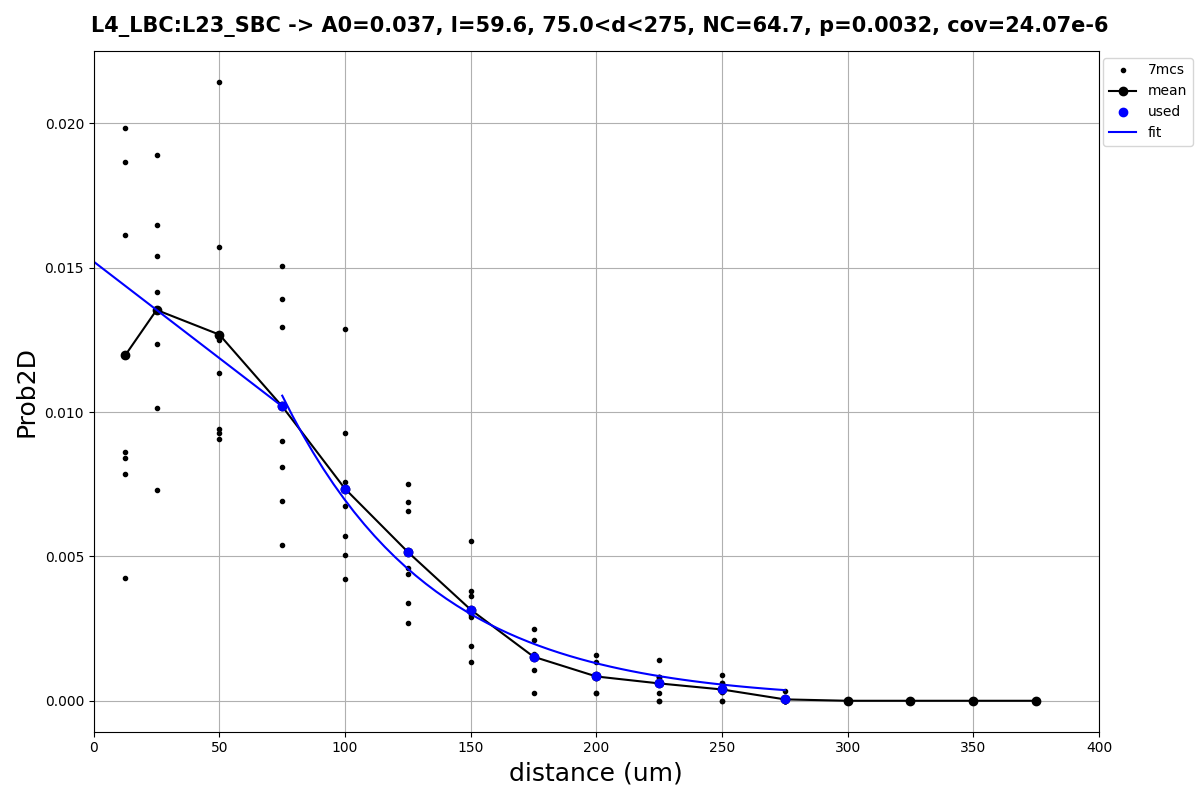 L4_LBC:L23_SBC -> A0=0.037, l=59.6, 75.0<d<275, NC=64.7, p=0.0032, cov=24.07e-6
7mcs
mean
used
fit
0.020
0.015
0.010
0.005
0.000
Prob2D
0 50 100 150 200 250 300 350 400
distance (um)